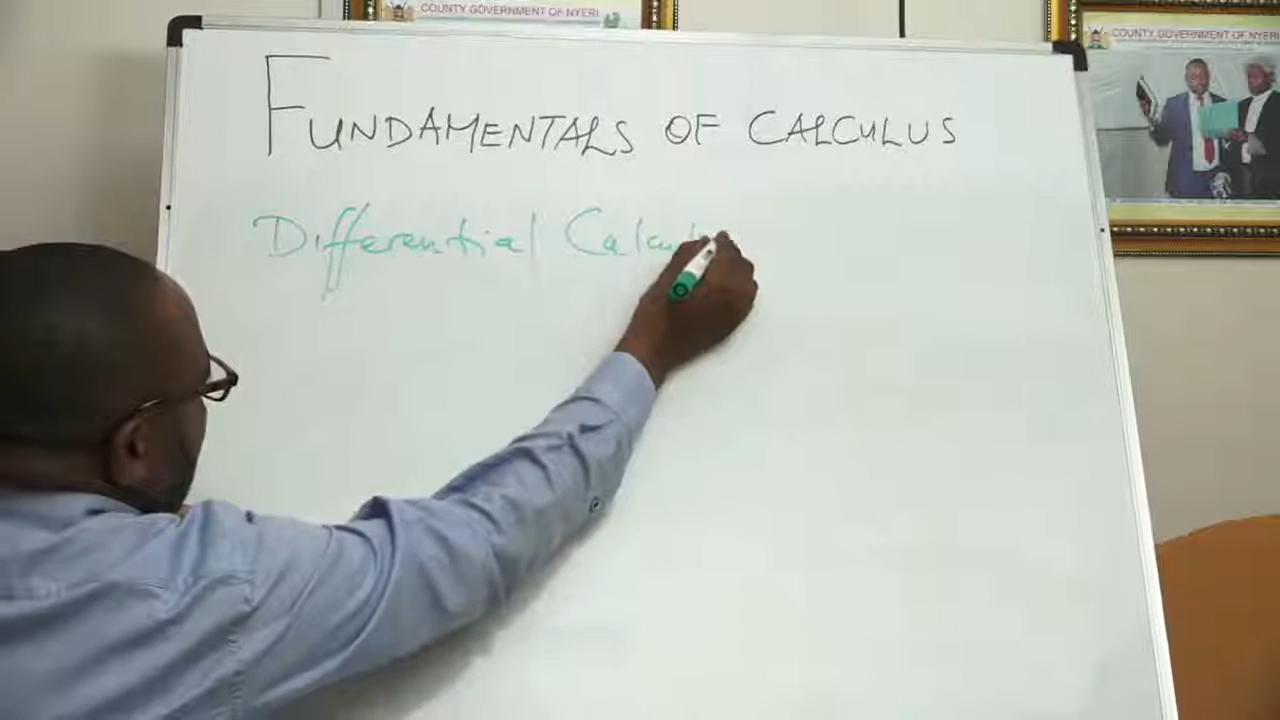 COUNTY GOVERNMENT OF NYERI
COUNTY GOVERNMENT OF NYERI
FUNDAMENTALS OF CALCULUS
Differential